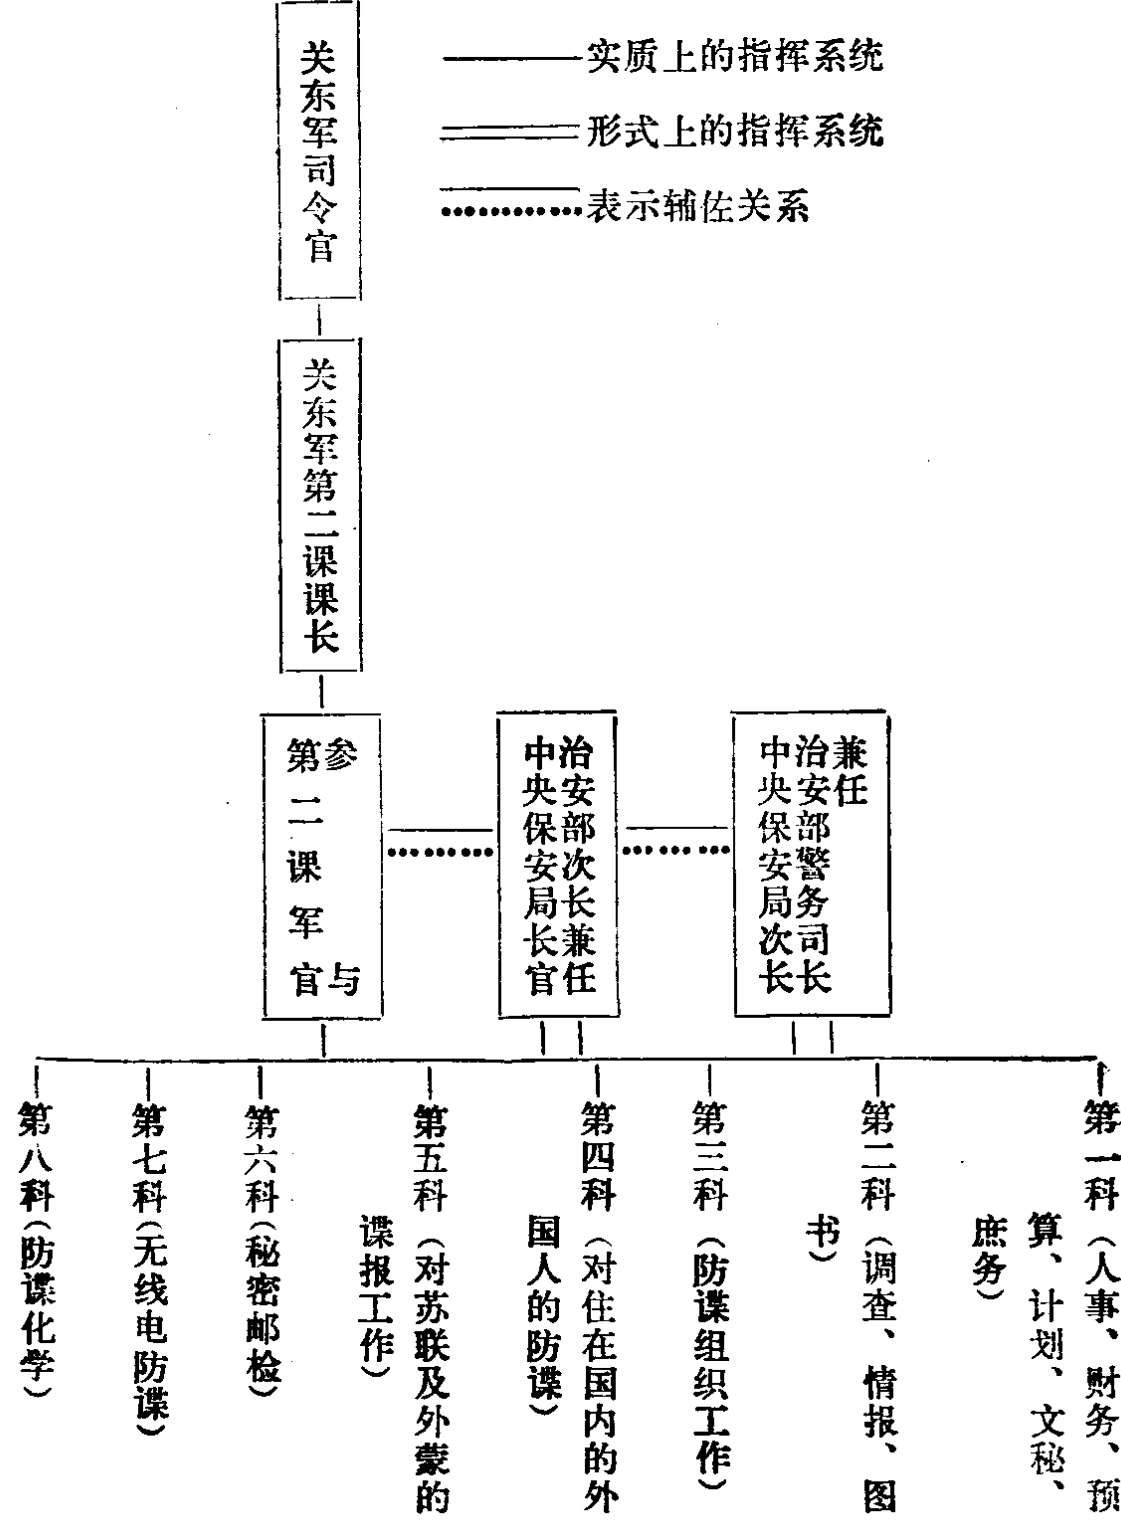 实质上的指挥系统
形式上的指挥系统
表示辅佐关系
关东军司令官
关东军第二课课长
参与
第二课军官
治安部次长兼任
中央保安局长官
兼任
治安部警务司长
中央保安局次长
第一科（人事、财务、预
算、计划、文秘、
庶务）
第二科（调查、情报、图
书）
第三科（防谍组织工作）
第四科（对住在国内的外
国人的防谍）
第五科（对苏联及外蒙的
谍报工作）
第六科（秘密邮检）
第七科（无线电防谍）
第八科（防谍化学）